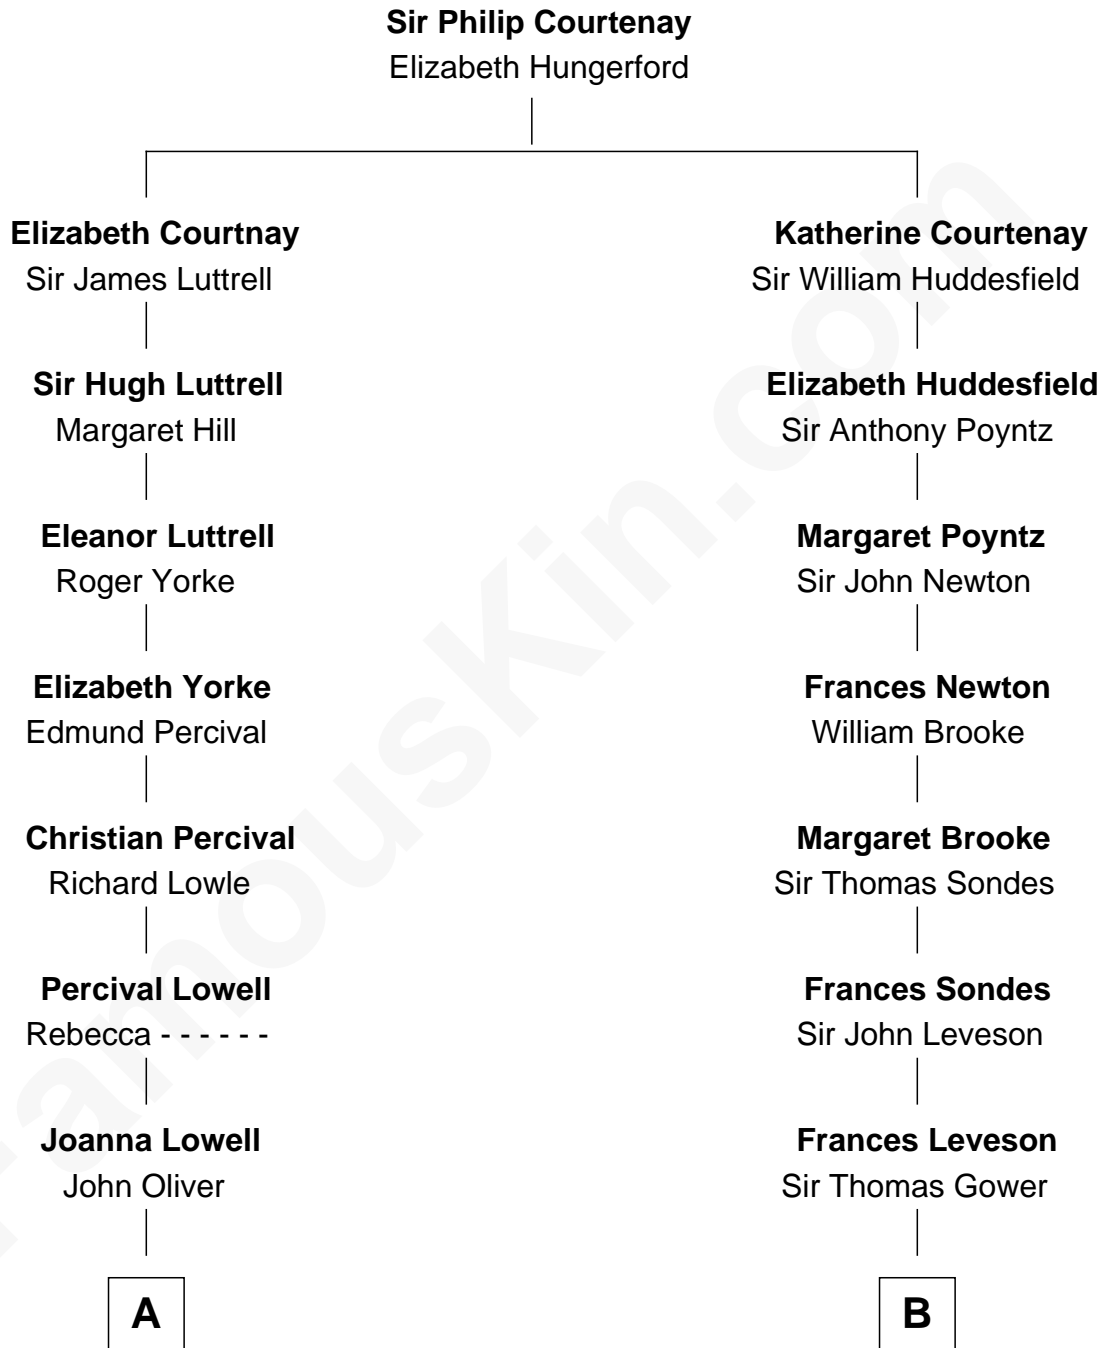 Sir Philip Courtenay
Elizabeth Hungerford
Elizabeth Courtnay
Sir James Luttrell
Katherine Courtenay
Sir William Huddesfield
Sir Hugh Luttrell
Margaret Hill
Elizabeth Huddesfield
Sir Anthony Poyntz
Eleanor Luttrell
Roger Yorke
Margaret Poyntz
Sir John Newton
Elizabeth Yorke
Edmund Percival
Frances Newton
William Brooke
Christian Percival
Richard Lowle
Margaret Brooke
Sir Thomas Sondes
Percival Lowell
Rebecca - - - - - -
Frances Sondes
Sir John Leveson
Joanna Lowell
John Oliver
Frances Leveson
Sir Thomas Gower
A
B
FamousKin.com